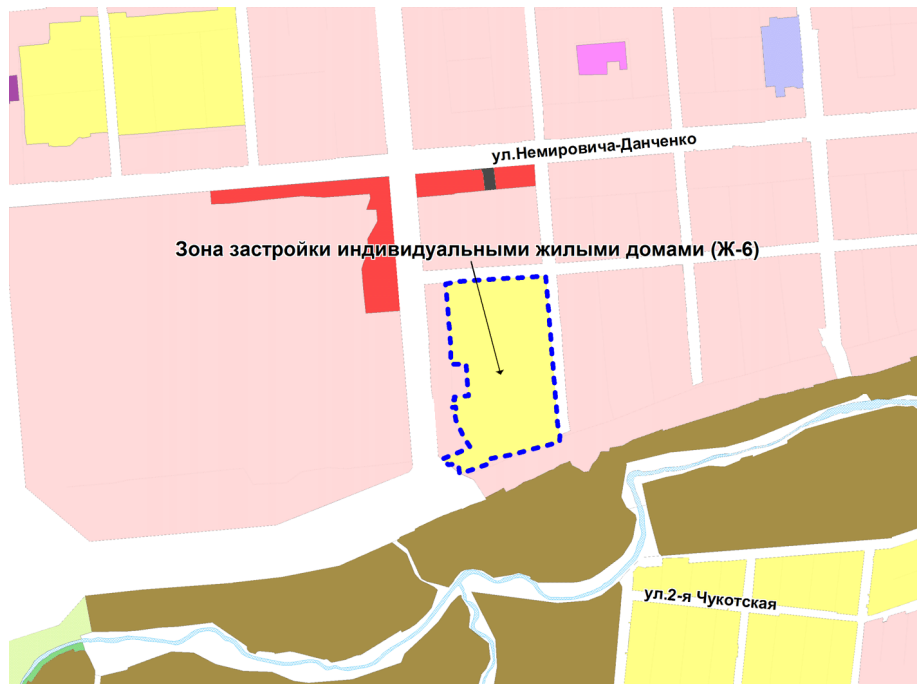 ул.Немировича-Данченко
Зона застройки индивидуальными жилыми домами (Ж-6)
ул.2-я Чукотская